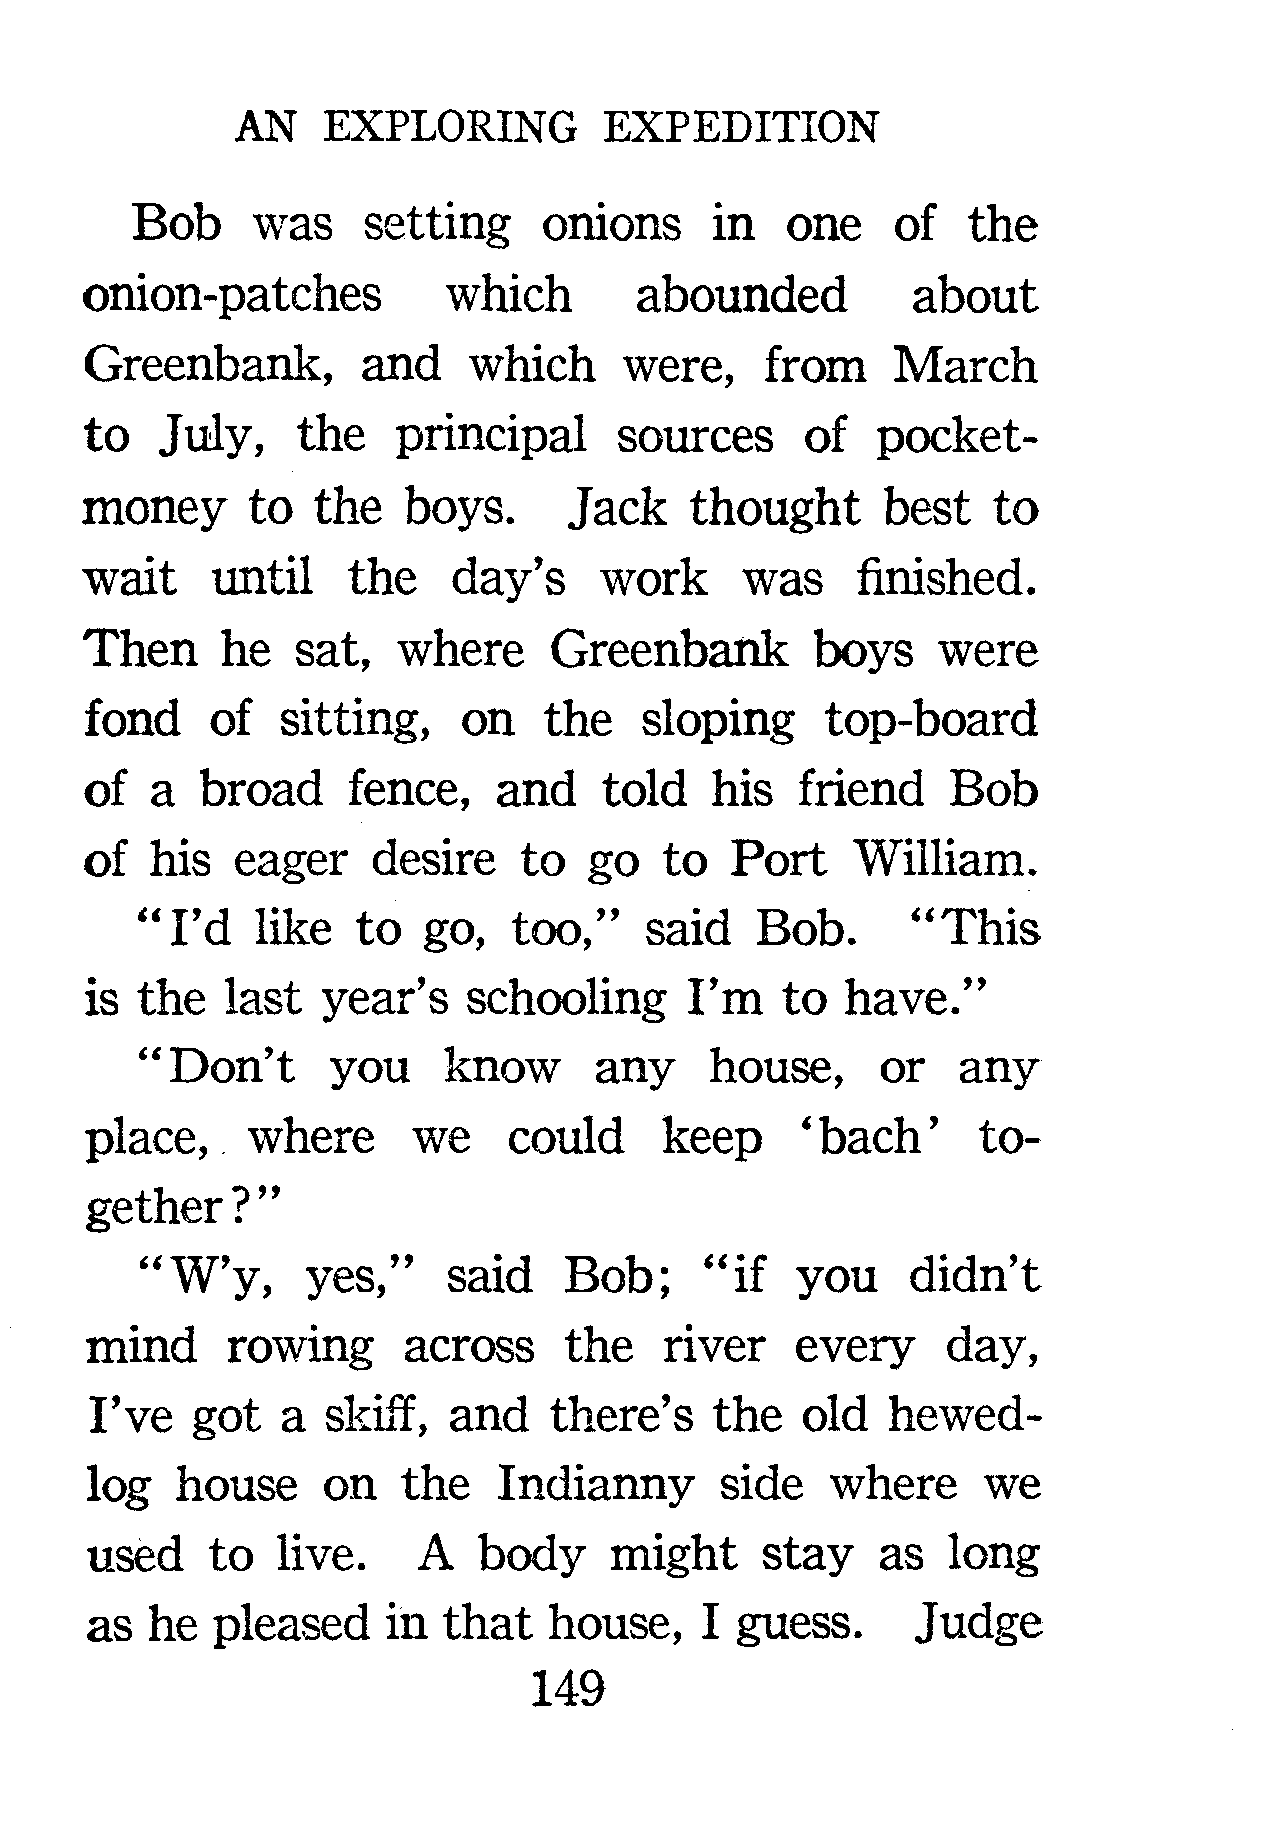 AN EXPLORING EXPEDITION
Bob was setting onions in one of the
onion-patches which abounded about
Greenbank, and which were, from March
to July, the principal sources of pocket-
money to the boys. Jack thought best to
wait until the day's work was finished.
Then he sat, where Greenbank boys were
fond of sitting, on the sloping top-board
of a broad fence, and told his friend Bob
of his eager desire to go to Port William.
"I'd like to go, too," said Bob. "This
is the last year's schooling I'm to have."
"Don't you know any house, or any
place, where we could keep 'bach' to-
gether?"
"W'y, yes," said Bob; "if you didn't
mind rowing across the river every day,
I've got a skiff, and there's the old hewed-
log house on the Indianny side where we
used to live. A body might stay as long
as he pleased in that house, I guess. Judge
149